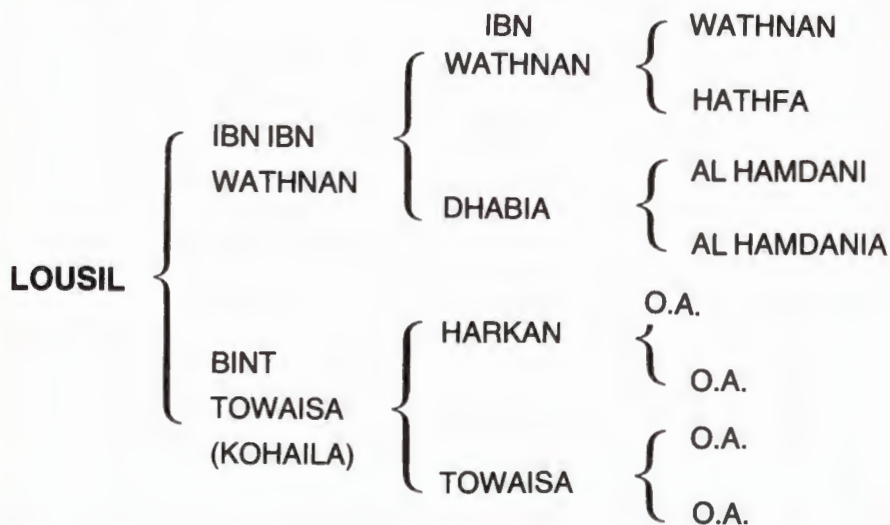 LOUSIL
IBN IBN
WATHNAN
BINT
TOWAISA
(KOHAILA)
IBN
WATHNAN
DHABIA
HARKAN
TOWAISA
WATHNAN
HATHFA
AL HAMDANI
AL HAMDANIA
O.A.
O.A.
O.A.
O.A.